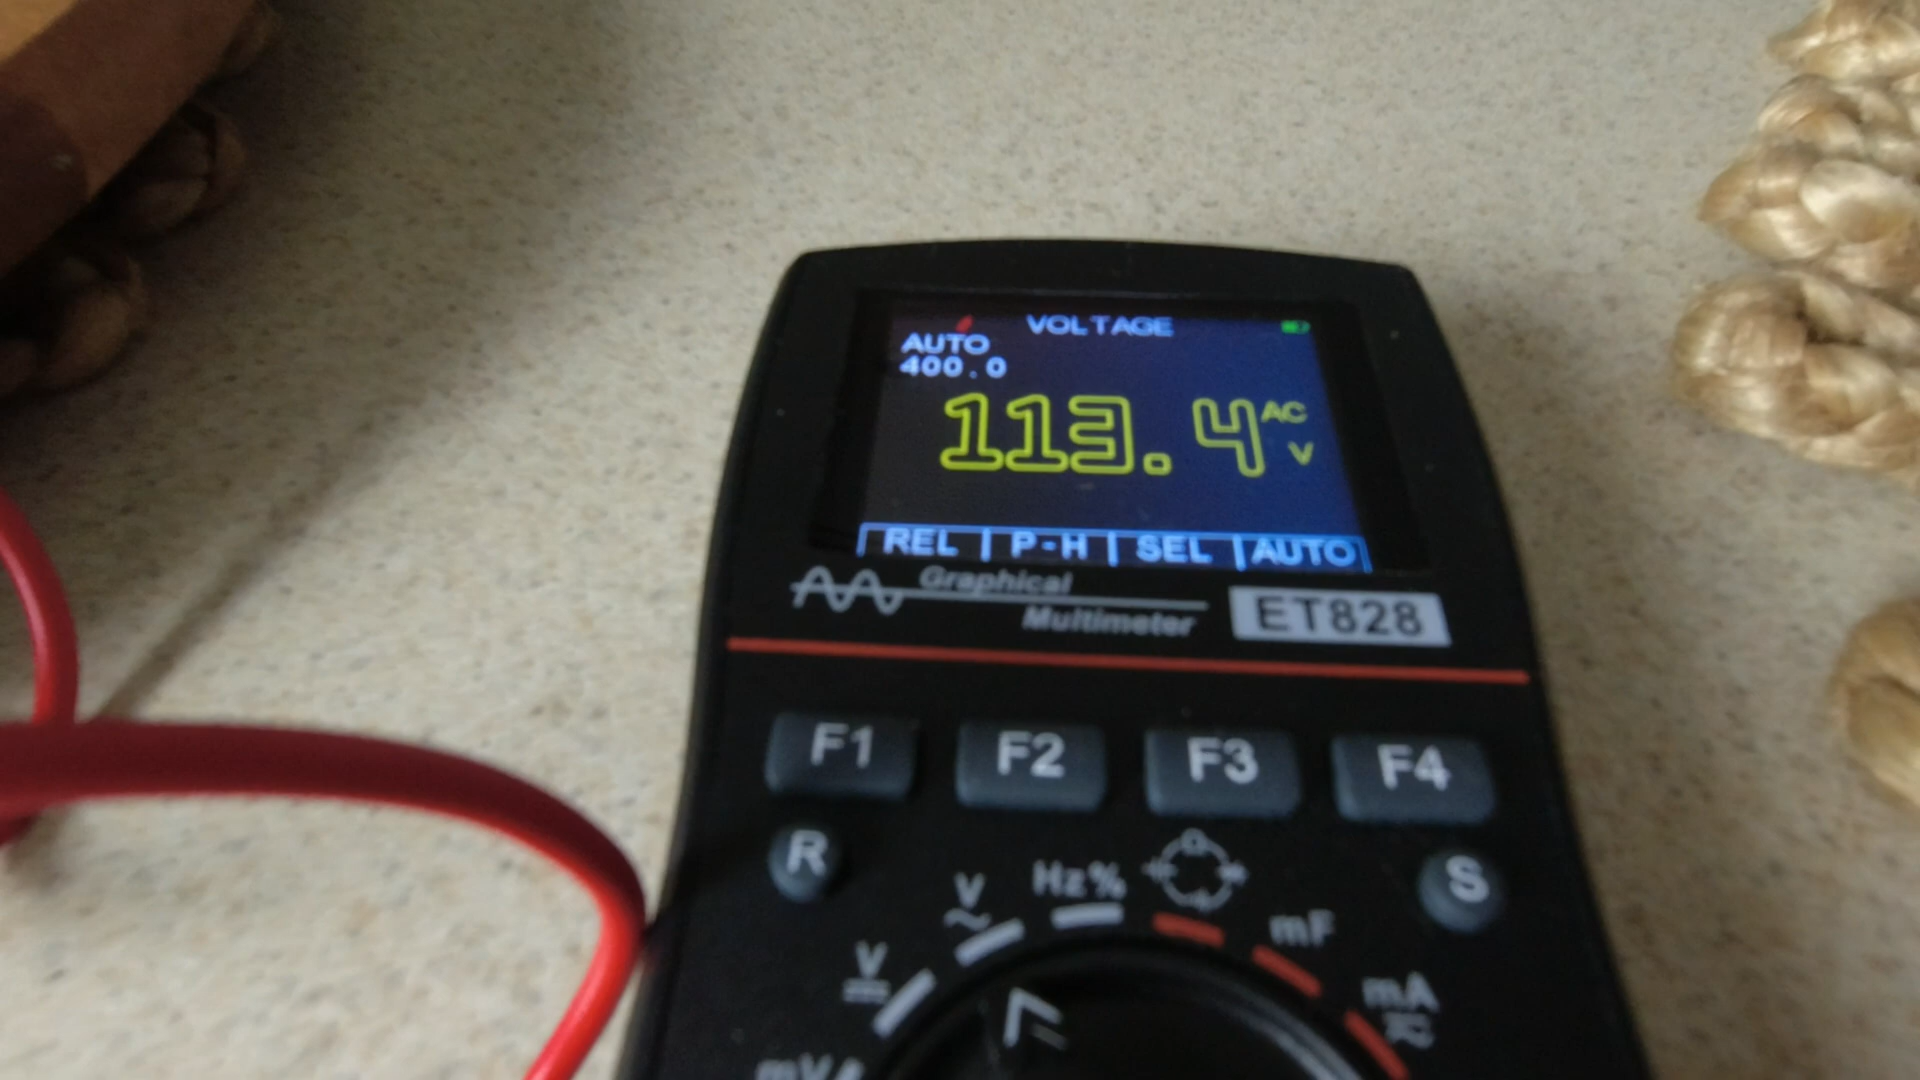 VOLTAGE
AUTO
400.0
113.4 AC
V
REL P-H SEL AUTO
Graphical
Multimeter
ET828
F1 F2 F3 F4
R
S
V Hz%
mF
V
mA
mV